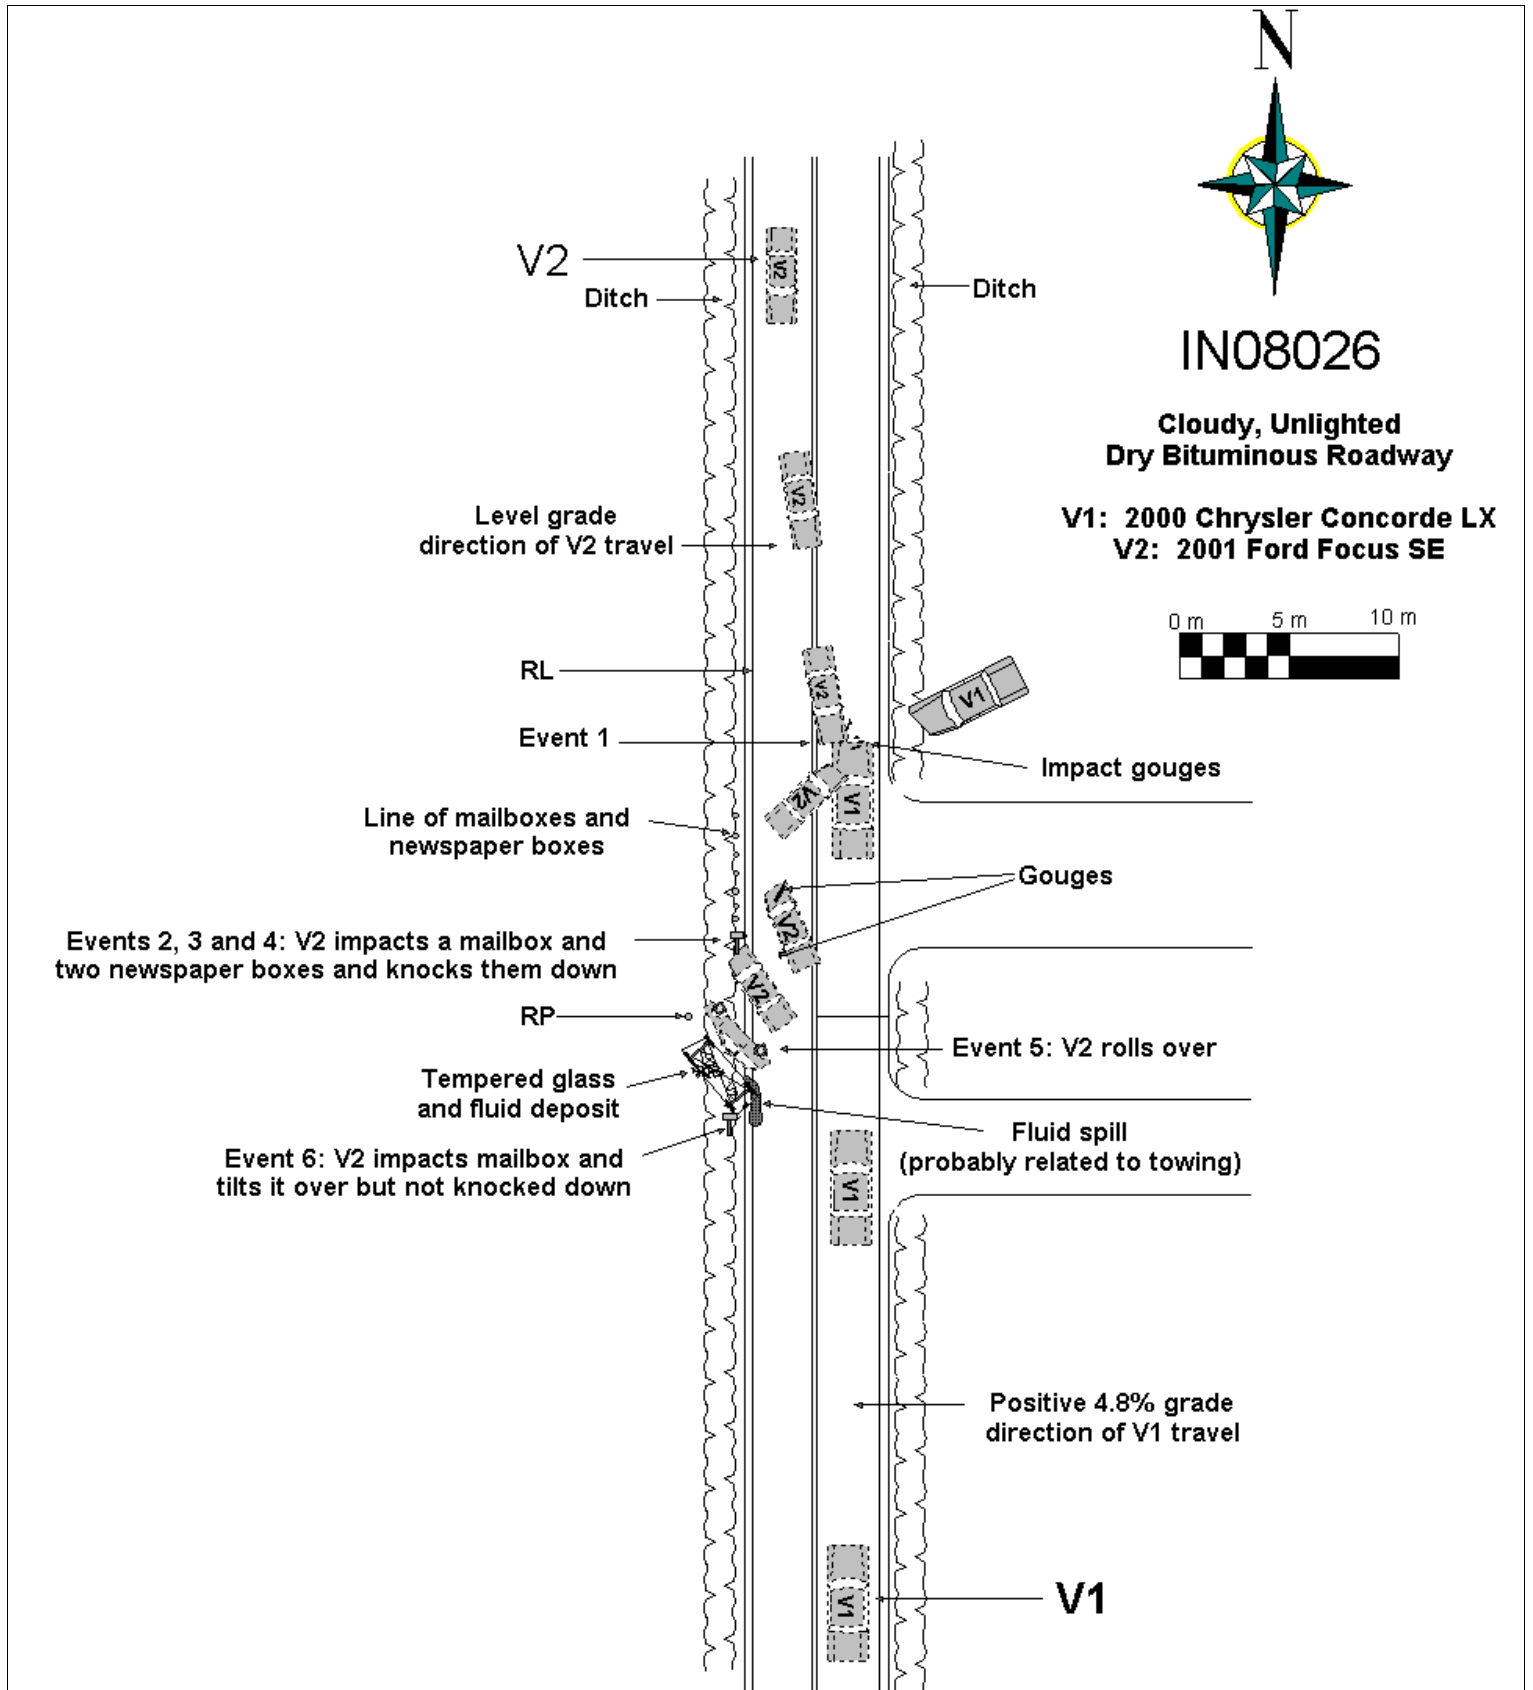 N
V2
Ditch
Ditch
V2
IN08026
Cloudy, Unlighted
Dry Bituminous Roadway
V1: 2000 Chrysler Concorde LX
V2: 2001 Ford Focus SE
V2
Level grade
direction of V2 travel
0 m 5 m 10 m
RL
V2
V1
Event 1
Impact gouges
V2
V1
Line of mailboxes and
newspaper boxes
Gouges
V2
Events 2, 3 and 4: V2 impacts a mailbox and
two newspaper boxes and knocks them down
V2
RP
Event 5: V2 rolls over
Tempered glass
and fluid deposit
Fluid spill
(probably related to towing)
Event 6: V2 impacts mailbox and
tilts it over but not knocked down
V1
Positive 4.8% grade
direction of V1 travel
V1
V1